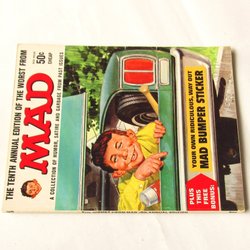 THE TENTH ANNUAL EDITION OF THE WORST FROM
MAD
50¢
CHEAP
A COLLECTION OF HUMOR, SATIRE AND GARBAGE FROM PAST ISSUES
PLUS
THIS
FREE
BONUS:
YOUR OWN RIDICULOUS, WAY OUT
MAD BUMPER STICKER